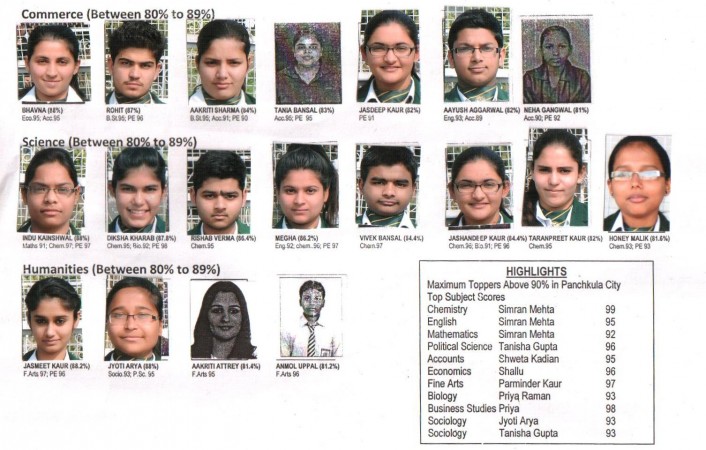 Commerce (Between 80% to 89%)
BHAVNA (88%) ROHIT (87%) AAKRITI SHARMA (84%) TANIA BANSAL (83%) JASDEEP KAUR (82%) AAYUSH AGGARWAL (82%) NEHA GANGWAL (81%)
Eco.95; Acc.95 B.St.95; PE 96 B.St.90; Acc.91; PE 90 Acc.95; PE 95 PE 91 Eng.93; Acc.89 Acc.90; PE 92
Science (Between 80% to 89%)
INDU KAINSHWAL (88%) DIKSHA KHARAB (87.8%) RISHAB VERMA (86.4%) MEGHA (86.2%) VIVEK BANSAL (84.4%) JASHANDEEP KAUR (84.4%) TARANPREET KAUR (82%) HONEY MALIK (81.6%)
Maths 91; Chem.97; PE 97 Chem.95; Bio.92; PE 98 Chem.95 Eng.92; chem.96; PE 97 Chem.97 Chem.96; Bio.91; PE 96 Chem.95 Chem.93; PE 93
Humanities (Between 80% to 89%)
JASMEET KAUR (88.2%) JYOTI ARYA (88%) AAKRITI ATTREY (81.4%) ANMOL UPPAL (81.2%)
F.Arts 97; PE 96 Socio.93; P.Sc. 95 F.Arts 95 F.Arts 96
HIGHLIGHTS
Maximum Toppers Above 90% in Panchkula City
Top Subject Scores
Chemistry Simran Mehta 99
English Simran Mehta 95
Mathematics Simran Mehta 92
Political Science Tanisha Gupta 96
Accounts Shweta Kadian 95
Economics Shallu 96
Fine Arts Parminder Kaur 97
Biology Priya Raman 93
Business Studies Priya 98
Sociology Jyoti Arya 93
Sociology Tanisha Gupta 93